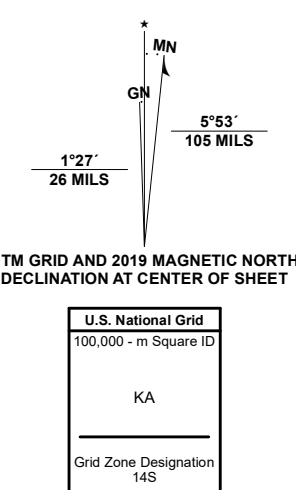 ★
MN
GN
5°53´
105 MILS
1°27´
26 MILS
TM GRID AND 2019 MAGNETIC NORTH
DECLINATION AT CENTER OF SHEET
U.S. National Grid
100,000 - m Square ID
KA
Grid Zone Designation
14S